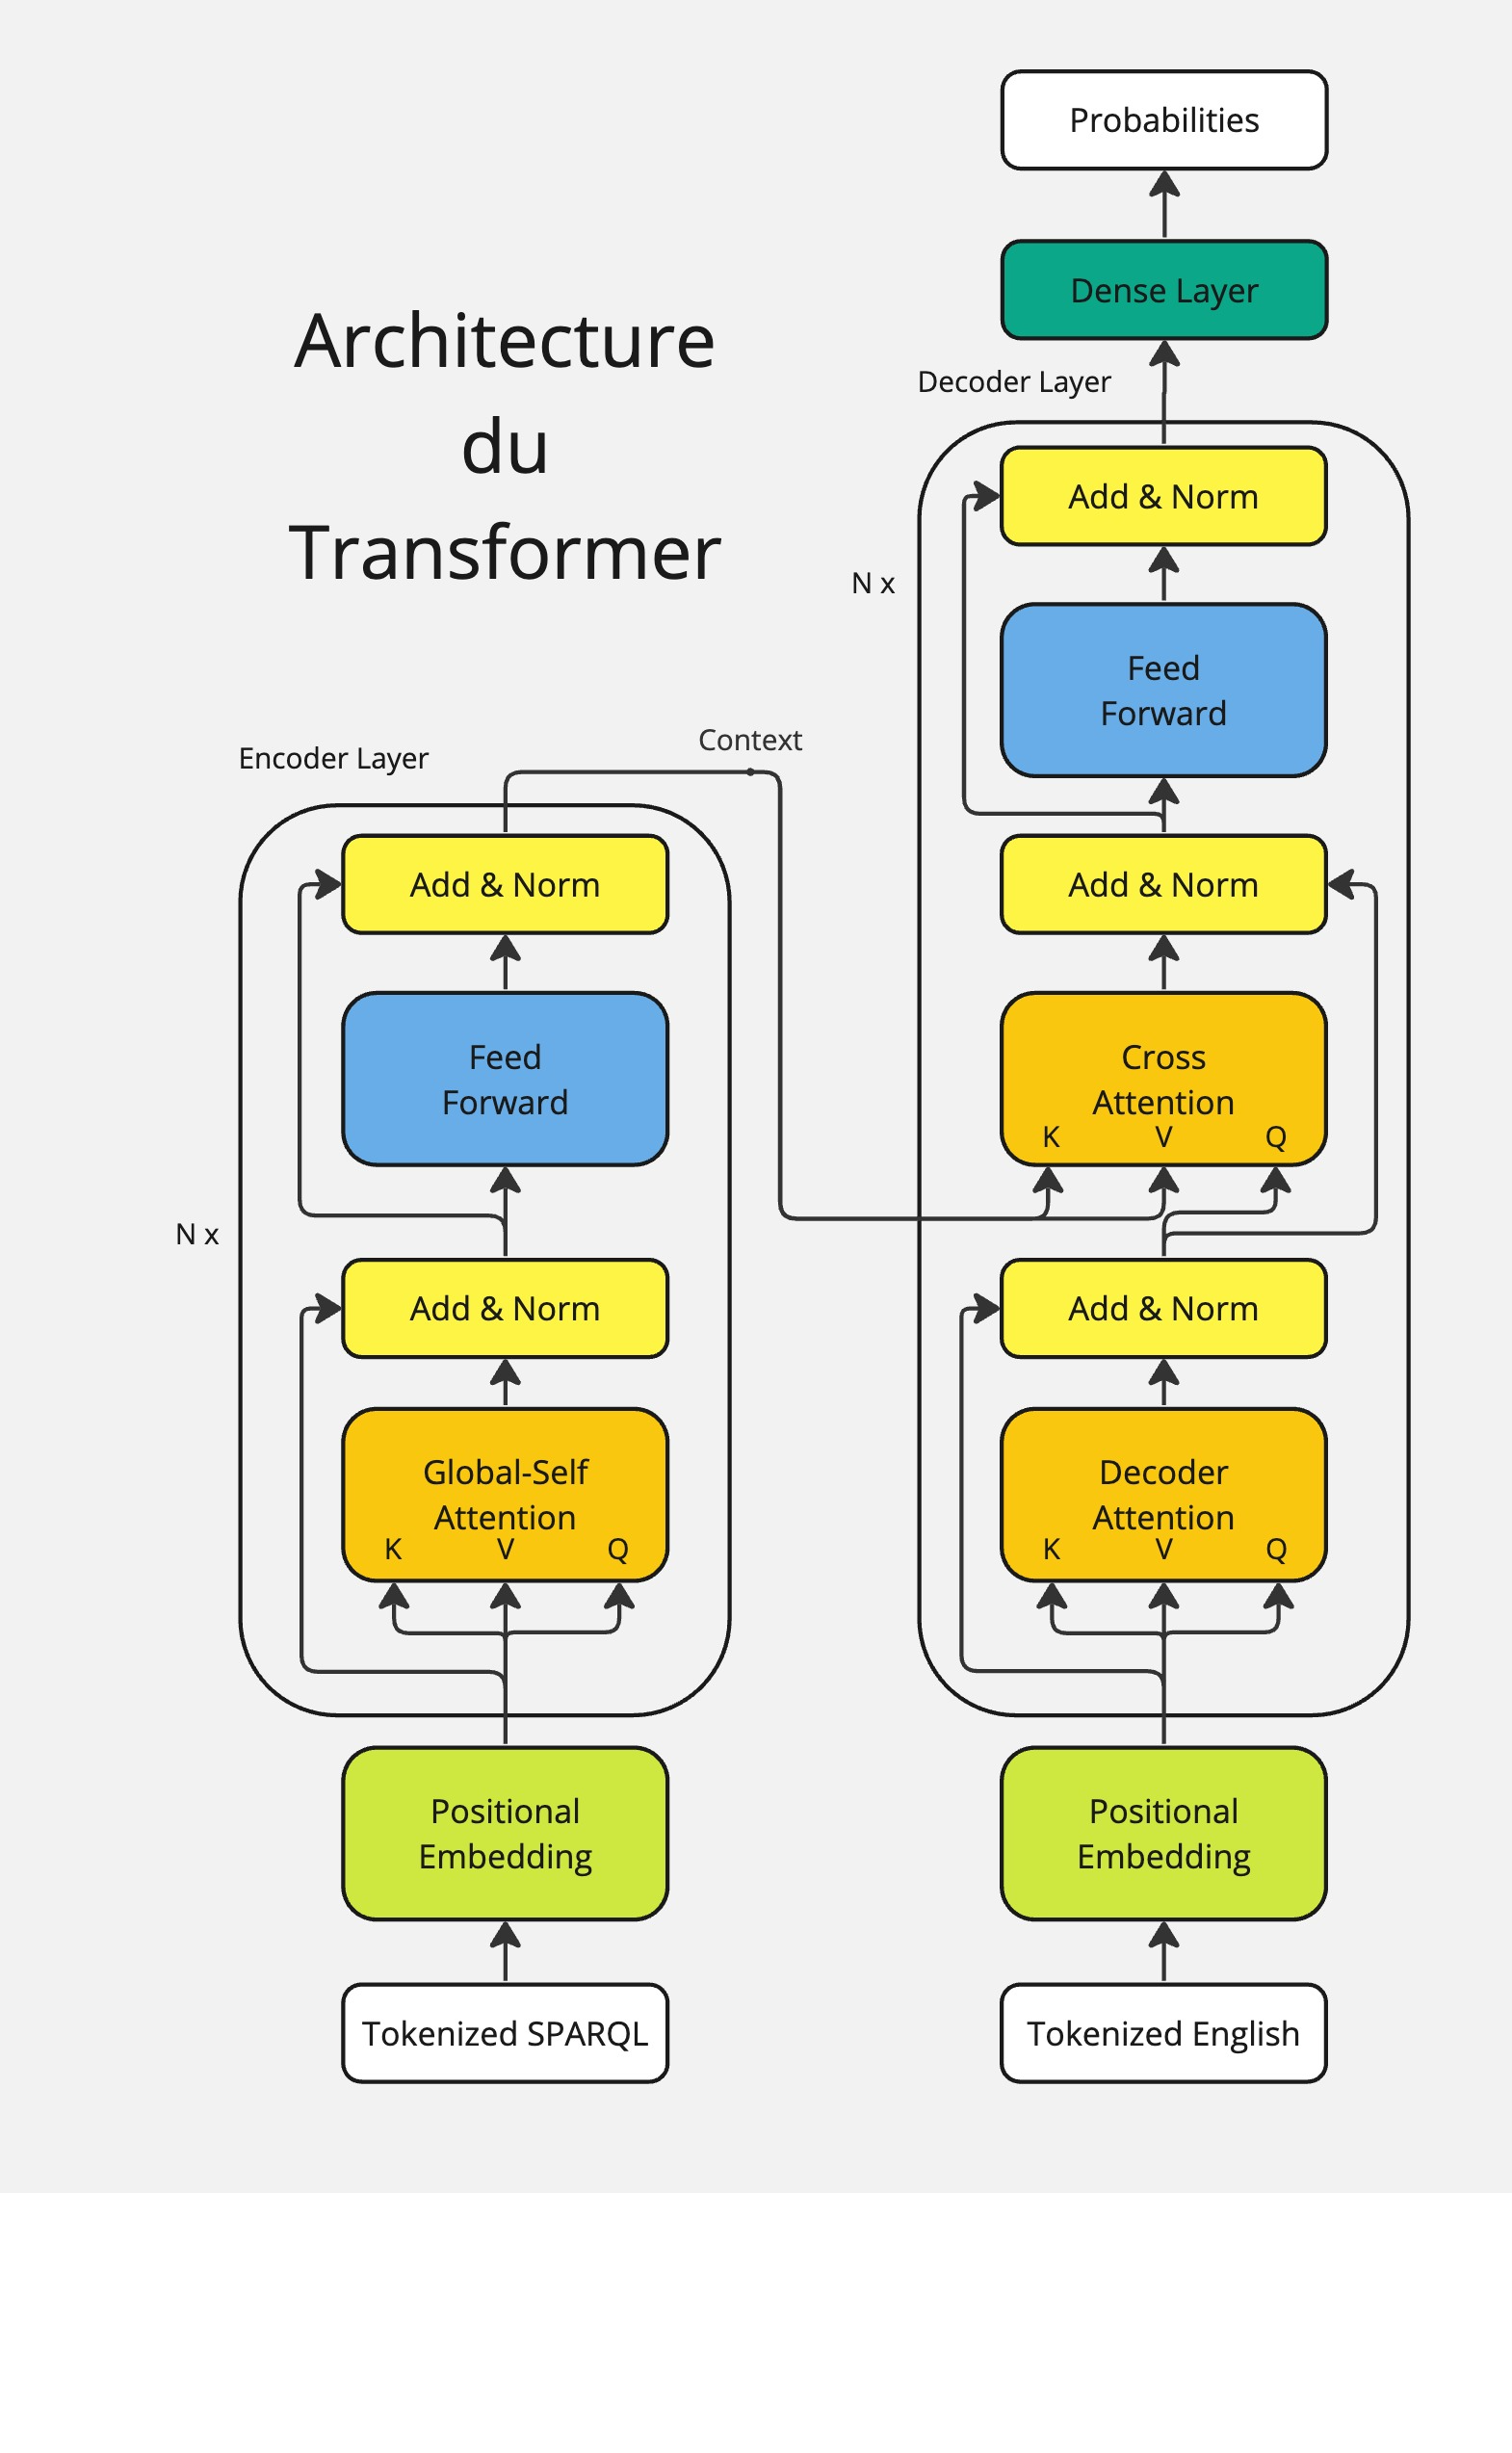 Architecture
du
Transformer
Encoder Layer
N x
Add & Norm
Feed
Forward
Add & Norm
Global-Self
Attention
K V Q
Positional
Embedding
Tokenized SPARQL
Context
Probabilities
Dense Layer
Decoder Layer
N x
Add & Norm
Feed
Forward
Add & Norm
Cross
Attention
K V Q
Add & Norm
Decoder
Attention
K V Q
Positional
Embedding
Tokenized English